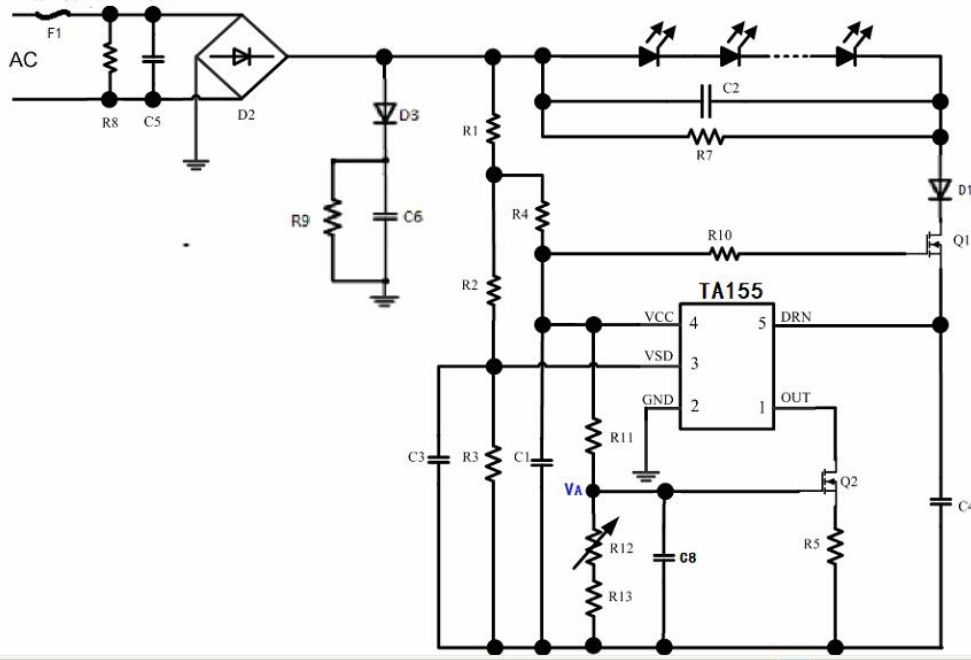 F1
AC
R8
C5
D2
D3
R9
C6
R1
R4
R2
C2
R7
D1
Q1
R10
TA155
VCC
4
5
DRN
VSD
3
GND
2
1
OUT
C3
R3
C1
R11
VA
Q2
R12
C8
R5
C4
R13